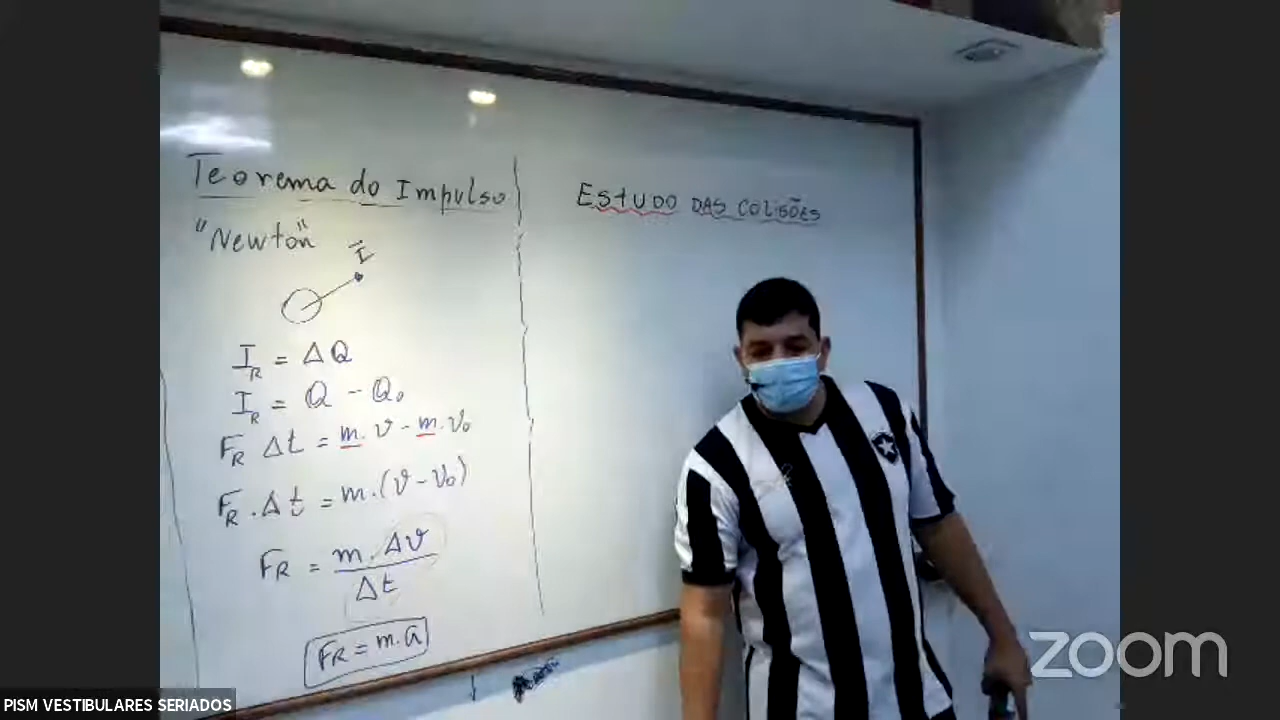 Teorema do Impulso
"Newton"
I
I_R = ΔQ
I_R = Q - Q₀
F_R Δt = m.v - m.v₀
F_R . Δt = m.(v - v₀)
F_R = m.Δv / Δt
F_R = m.a
ESTUDO DAS COLISÕES
zoom
PISM VESTIBULARES SERIADOS